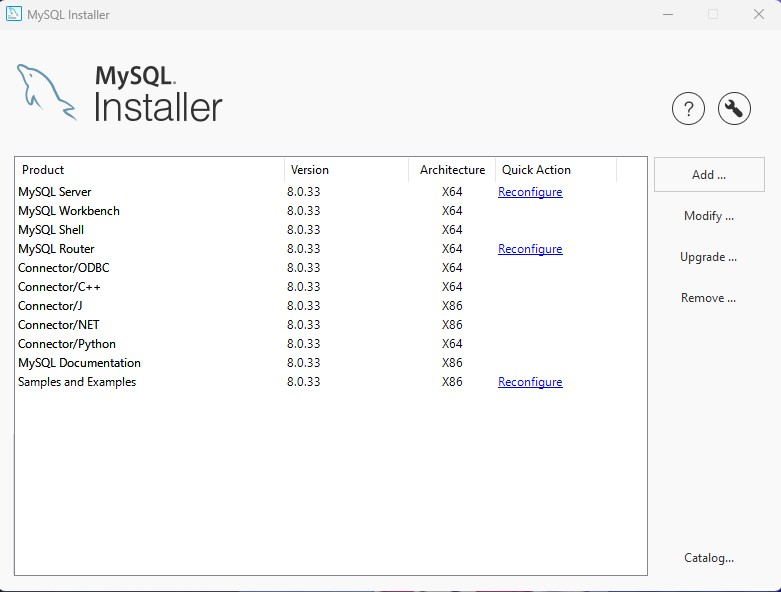 MySQL Installer
MySQL.
Installer
?
Product Version Architecture Quick Action
MySQL Server 8.0.33 X64 Reconfigure
MySQL Workbench 8.0.33 X64
MySQL Shell 8.0.33 X64
MySQL Router 8.0.33 X64 Reconfigure
Connector/ODBC 8.0.33 X64
Connector/C++ 8.0.33 X64
Connector/J 8.0.33 X86
Connector/NET 8.0.33 X86
Connector/Python 8.0.33 X64
MySQL Documentation 8.0.33 X86
Samples and Examples 8.0.33 X86 Reconfigure
Add ...
Modify ...
Upgrade ...
Remove ...
Catalog...